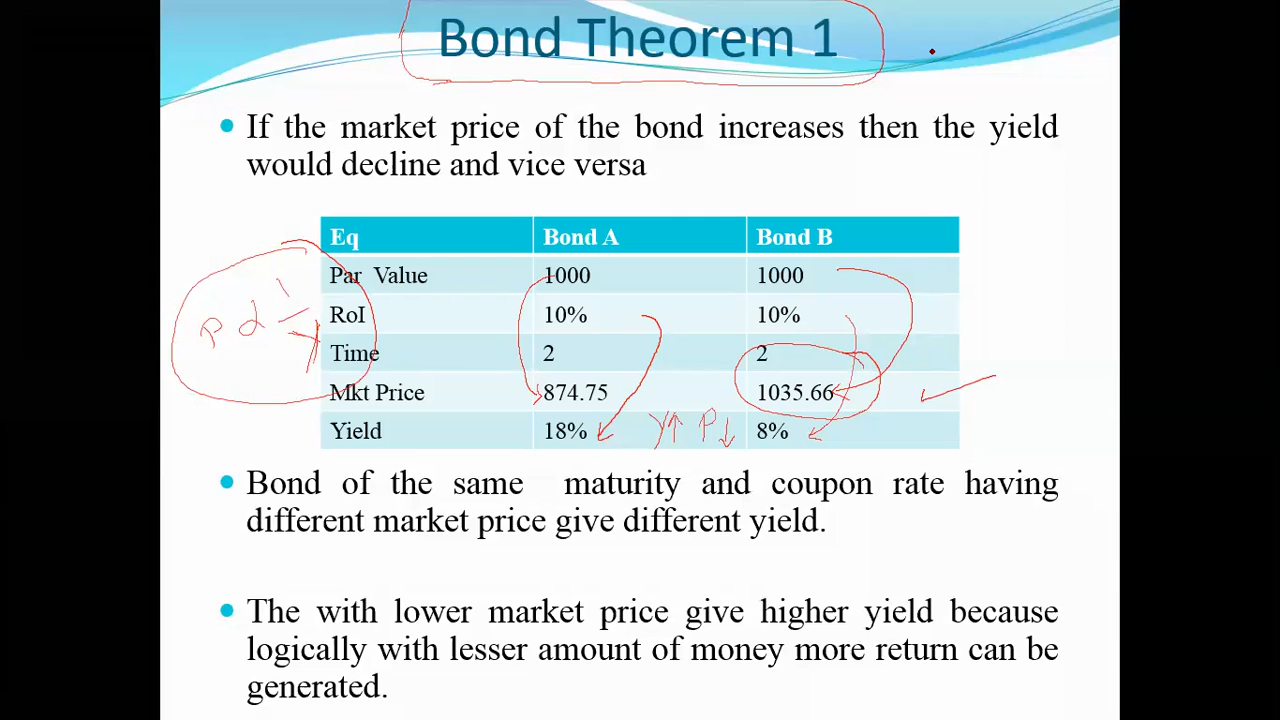 Bond Theorem 1
• If the market price of the bond increases then the yield
would decline and vice versa
Eq Bond A Bond B
Par Value 1000 1000
RoI 10% 10%
Time 2 2
Mkt Price 874.75 1035.66
Yield 18% 8%
P α 1/y
y↑ P↓
• Bond of the same maturity and coupon rate having
different market price give different yield.
• The with lower market price give higher yield because
logically with lesser amount of money more return can be
generated.